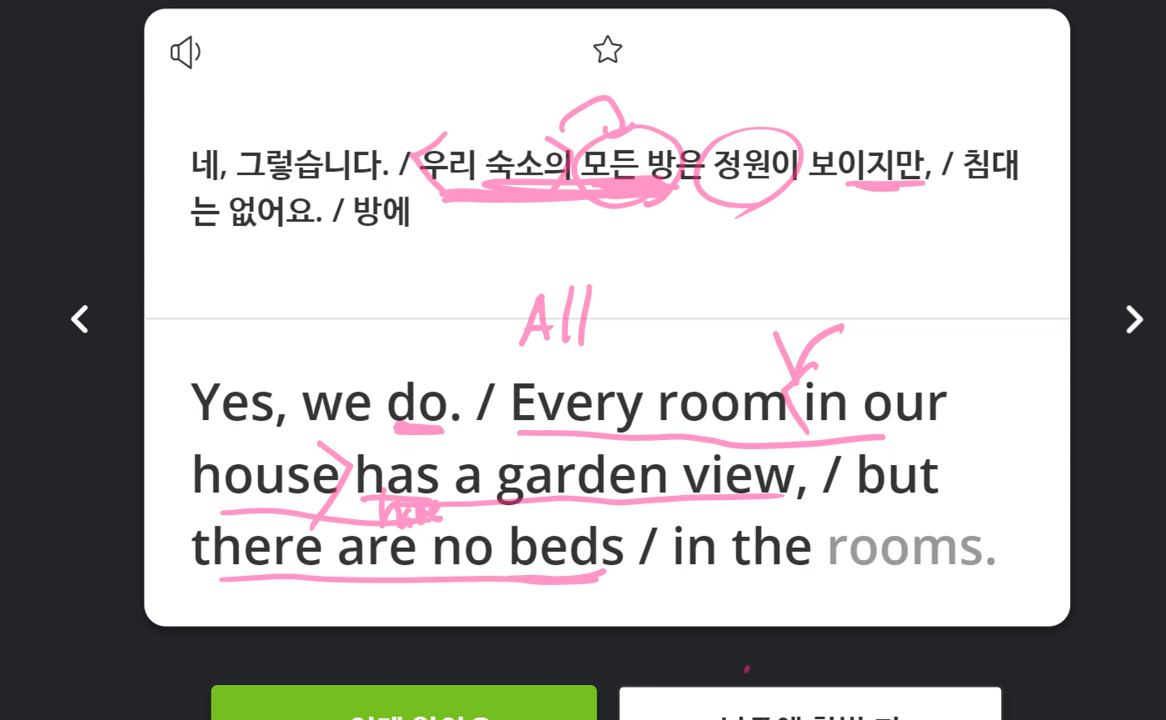 네, 그렇습니다. / 우리 숙소의 모든 방은 정원이 보이지만, / 침대
는 없어요. / 방에
All
Yes, we do. / Every room in our
house has a garden view, / but
have
there are no beds / in the rooms.